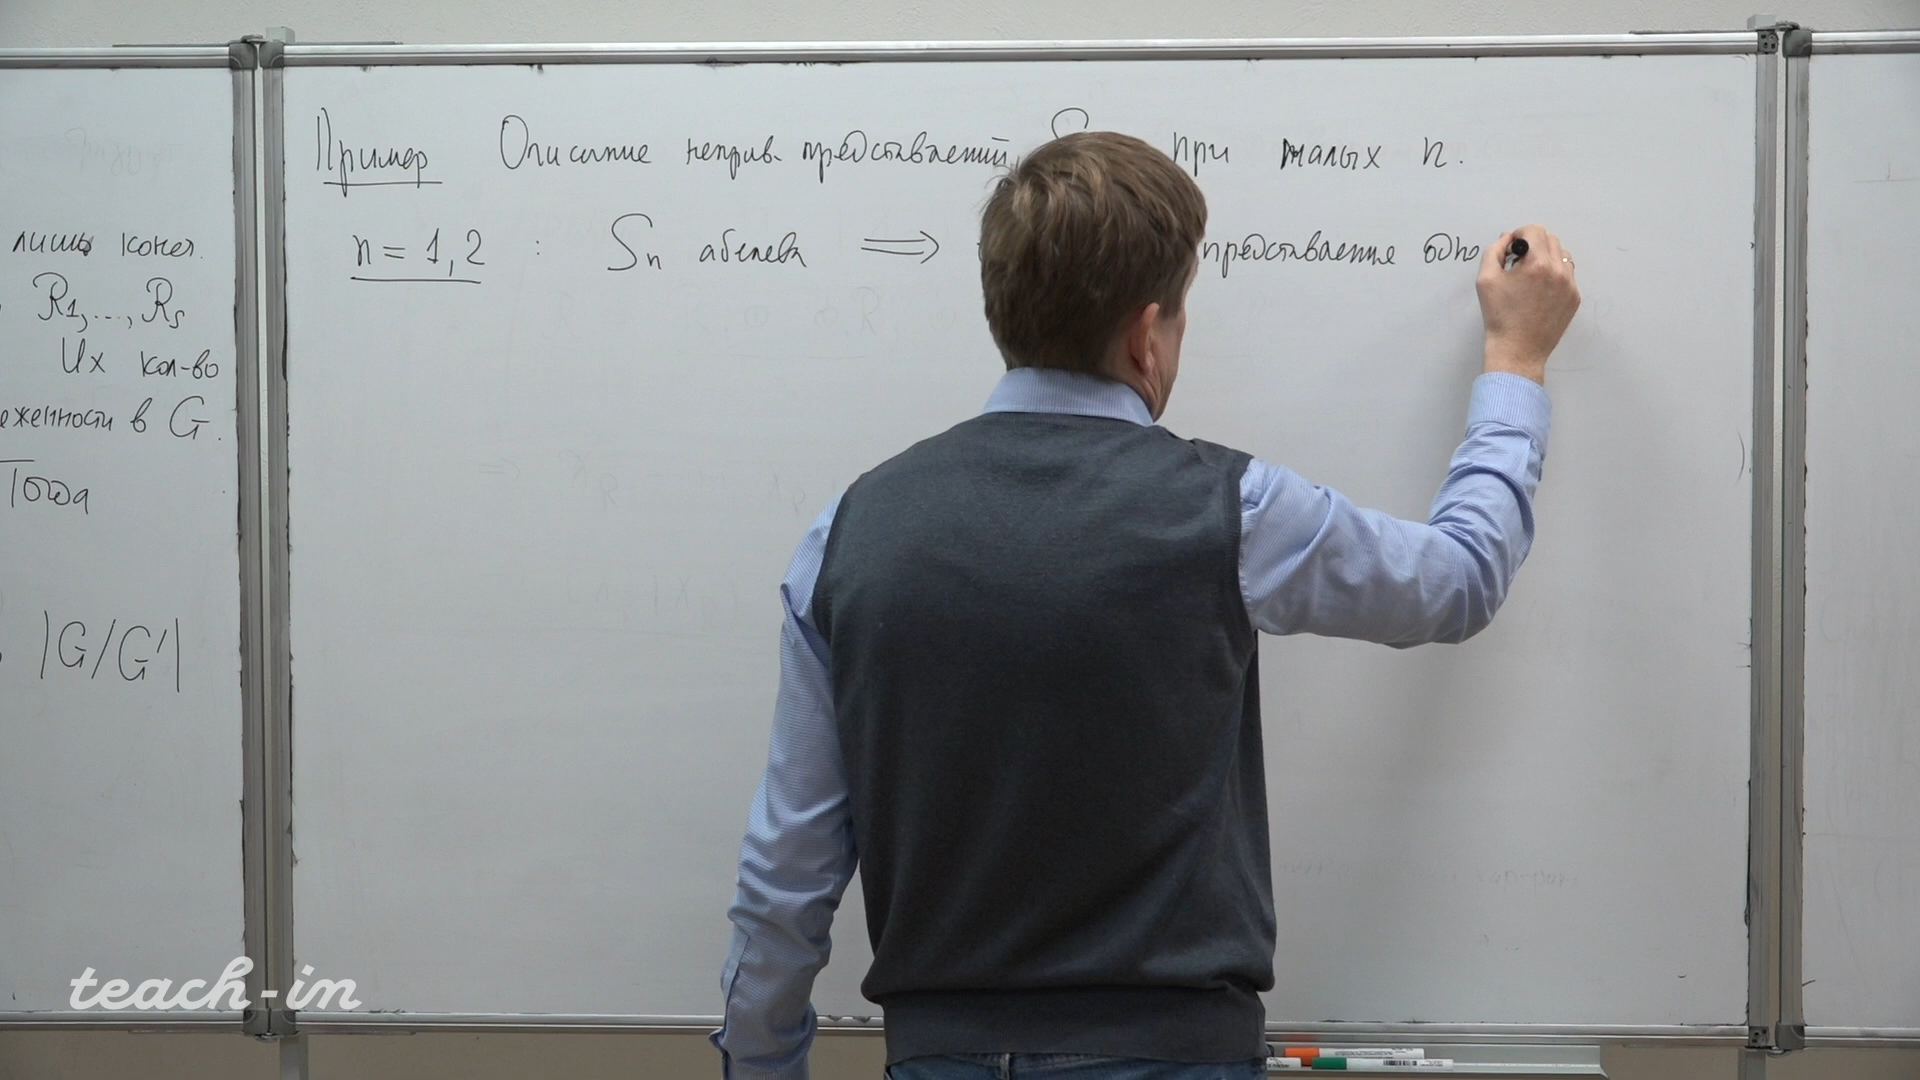 лишь конеч.
R₁,...,Rₛ
Их кол-во
еженности в G.
Тогда
|G/G'|
Пример Описание неприв. представлений S при малых n.
n = 1,2 : Sₙ абелева ⟹ представление одно
teach-in